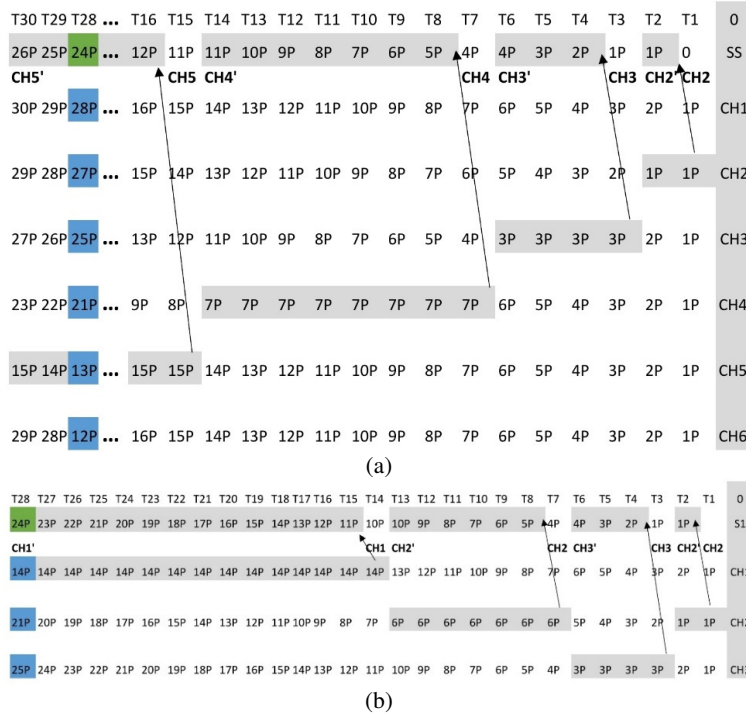 T30 T29 T28 ... T16 T15 T14 T13 T12 T11 T10 T9 T8 T7 T6 T5 T4 T3 T2 T1 0
26P 25P 24P ... 12P 11P 11P 10P 9P 8P 7P 6P 5P 4P 4P 3P 2P 1P 1P 0 SS
CH5' CH5 CH4' CH4 CH3' CH3 CH2' CH2
30P 29P 28P ... 16P 15P 14P 13P 12P 11P 10P 9P 8P 7P 6P 5P 4P 3P 2P 1P CH1
29P 28P 27P ... 15P 14P 13P 12P 11P 10P 9P 8P 7P 6P 5P 4P 3P 2P 1P 1P CH2
27P 26P 25P ... 13P 12P 11P 10P 9P 8P 7P 6P 5P 4P 3P 3P 3P 3P 2P 1P CH3
23P 22P 21P ... 9P 8P 7P 7P 7P 7P 7P 7P 7P 7P 6P 5P 4P 3P 2P 1P CH4
15P 14P 13P ... 15P 15P 14P 13P 12P 11P 10P 9P 8P 7P 6P 5P 4P 3P 2P 1P CH5
29P 28P 12P ... 16P 15P 14P 13P 12P 11P 10P 9P 8P 7P 6P 5P 4P 3P 2P 1P CH6
(a)
T28 T27 T26 T25 T24 T23 T22 T21 T20 T19 T18 T17 T16 T15 T14 T13 T12 T11 T10 T9 T8 T7 T6 T5 T4 T3 T2 T1 0
24P 23P 22P 21P 20P 19P 18P 17P 16P 15P 14P 13P 12P 11P 10P 10P 9P 8P 7P 6P 5P 4P 4P 3P 2P 1P 1P S1
CH1' CH1 CH2' CH2 CH3' CH3 CH2' CH2
14P 14P 14P 14P 14P 14P 14P 14P 14P 14P 14P 14P 14P 14P 14P 13P 12P 11P 10P 9P 8P 7P 6P 5P 4P 3P 2P 1P
21P 20P 19P 18P 17P 16P 15P 14P 13P 12P 11P 10P 9P 8P 7P 6P 6P 6P 6P 6P 6P 6P 5P 4P 3P 2P 1P 1P
25P 24P 23P 22P 21P 20P 19P 18P 17P 16P 15P 14P 13P 12P 11P 10P 9P 8P 7P 6P 5P 4P 3P 3P 3P 3P 2P 1P
(b)